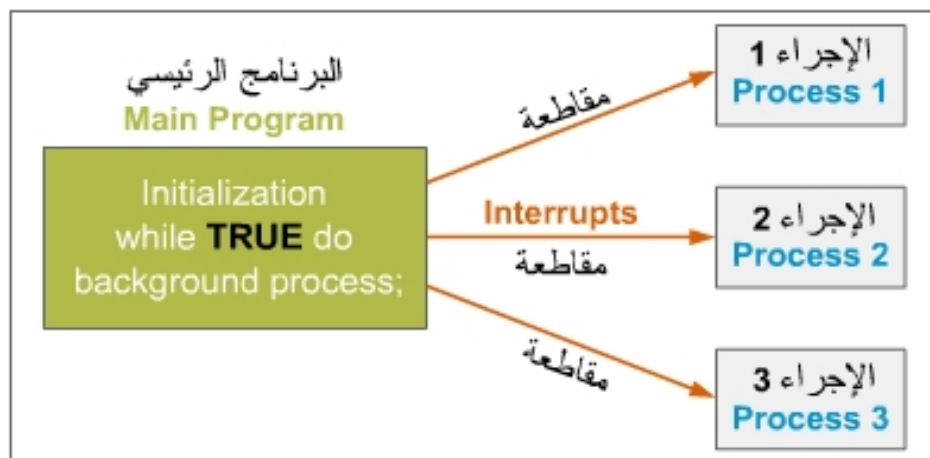 البرنامج الرئيسي
Main Program
Initialization
while TRUE do
background process;
مقاطعة
Interrupts
مقاطعة
مقاطعة
الإجراء 1
Process 1
الإجراء 2
Process 2
الإجراء 3
Process 3